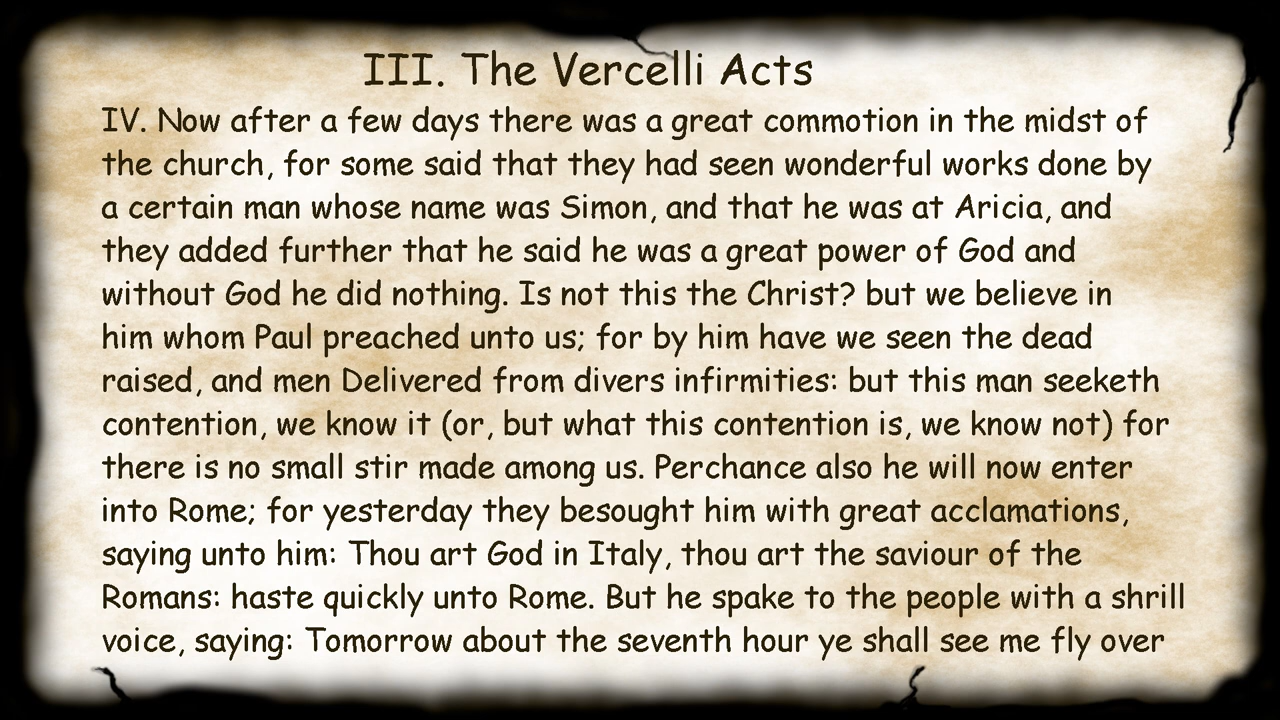 III. The Vercelli Acts
IV. Now after a few days there was a great commotion in the midst of
the church, for some said that they had seen wonderful works done by
a certain man whose name was Simon, and that he was at Aricia, and
they added further that he said he was a great power of God and
without God he did nothing. Is not this the Christ? but we believe in
him whom Paul preached unto us; for by him have we seen the dead
raised, and men Delivered from divers infirmities: but this man seeketh
contention, we know it (or, but what this contention is, we know not) for
there is no small stir made among us. Perchance also he will now enter
into Rome; for yesterday they besought him with great acclamations,
saying unto him: Thou art God in Italy, thou art the saviour of the
Romans: haste quickly unto Rome. But he spake to the people with a shrill
voice, saying: Tomorrow about the seventh hour ye shall see me fly over